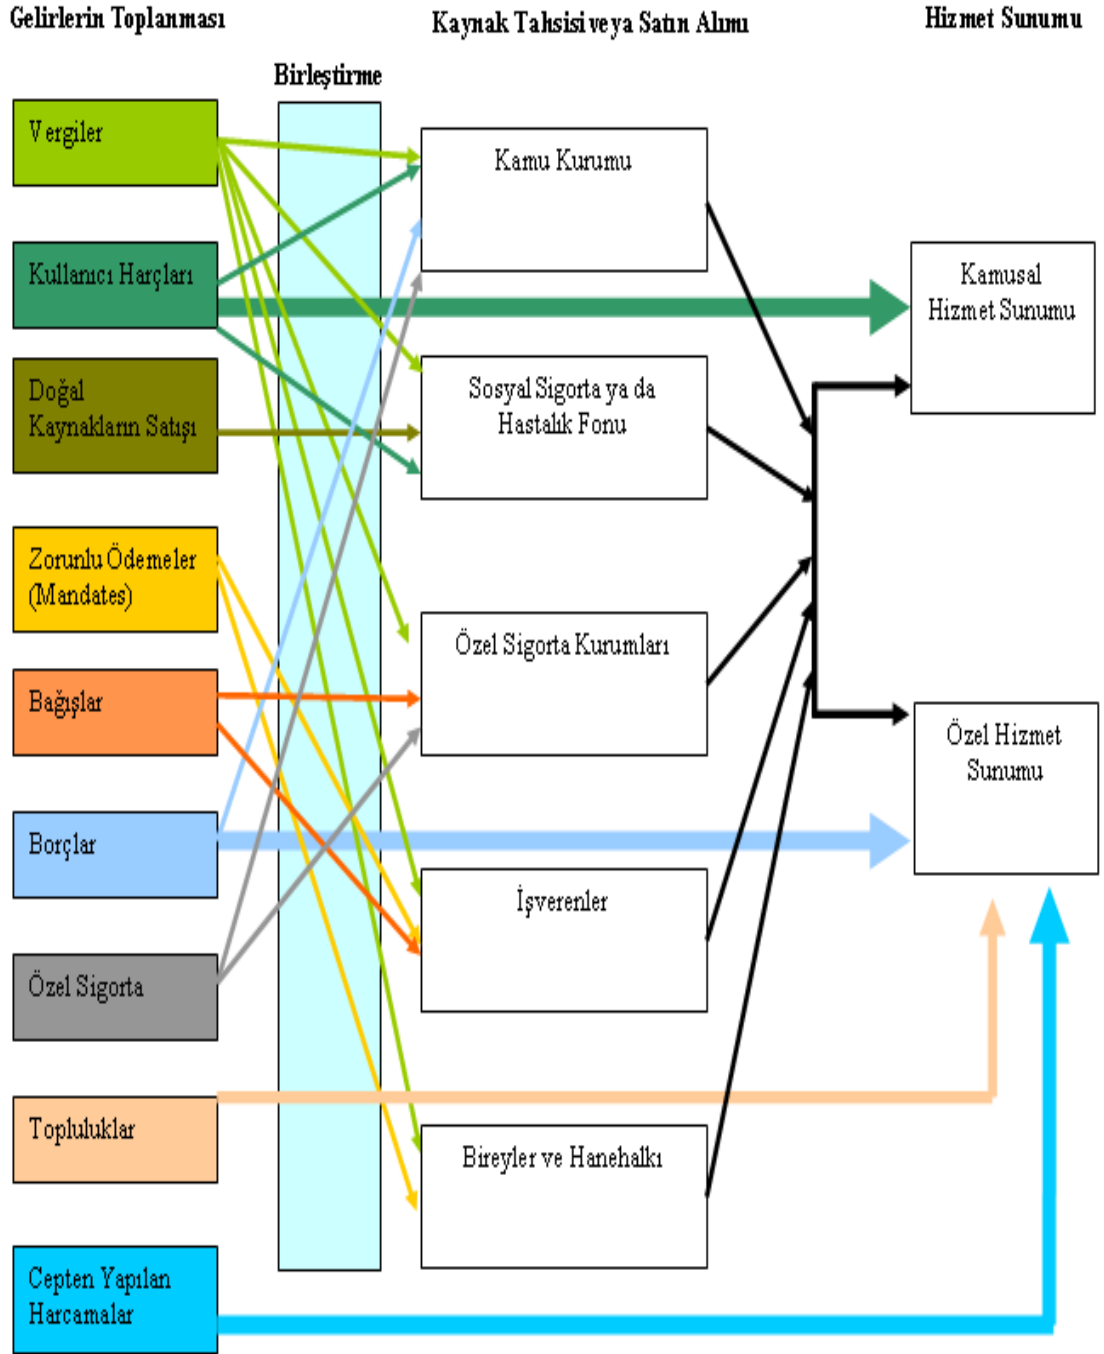 Gelirlerin Toplanması
Kaynak Tahsisi veya Satın Alımı
Hizmet Sunumu
Birleştirme
Vergiler
Kullanıcı Harçları
Doğal
Kaynakların Satışı
Zorunlu Ödemeler
(Mandates)
Bağışlar
Borçlar
Özel Sigorta
Topluluklar
Cepten Yapılan
Harcamalar
Kamu Kurumu
Sosyal Sigorta ya da
Hastalık Fonu
Özel Sigorta Kurumları
İşverenler
Bireyler ve Hanehalkı
Kamusal
Hizmet Sunumu
Özel Hizmet
Sunumu